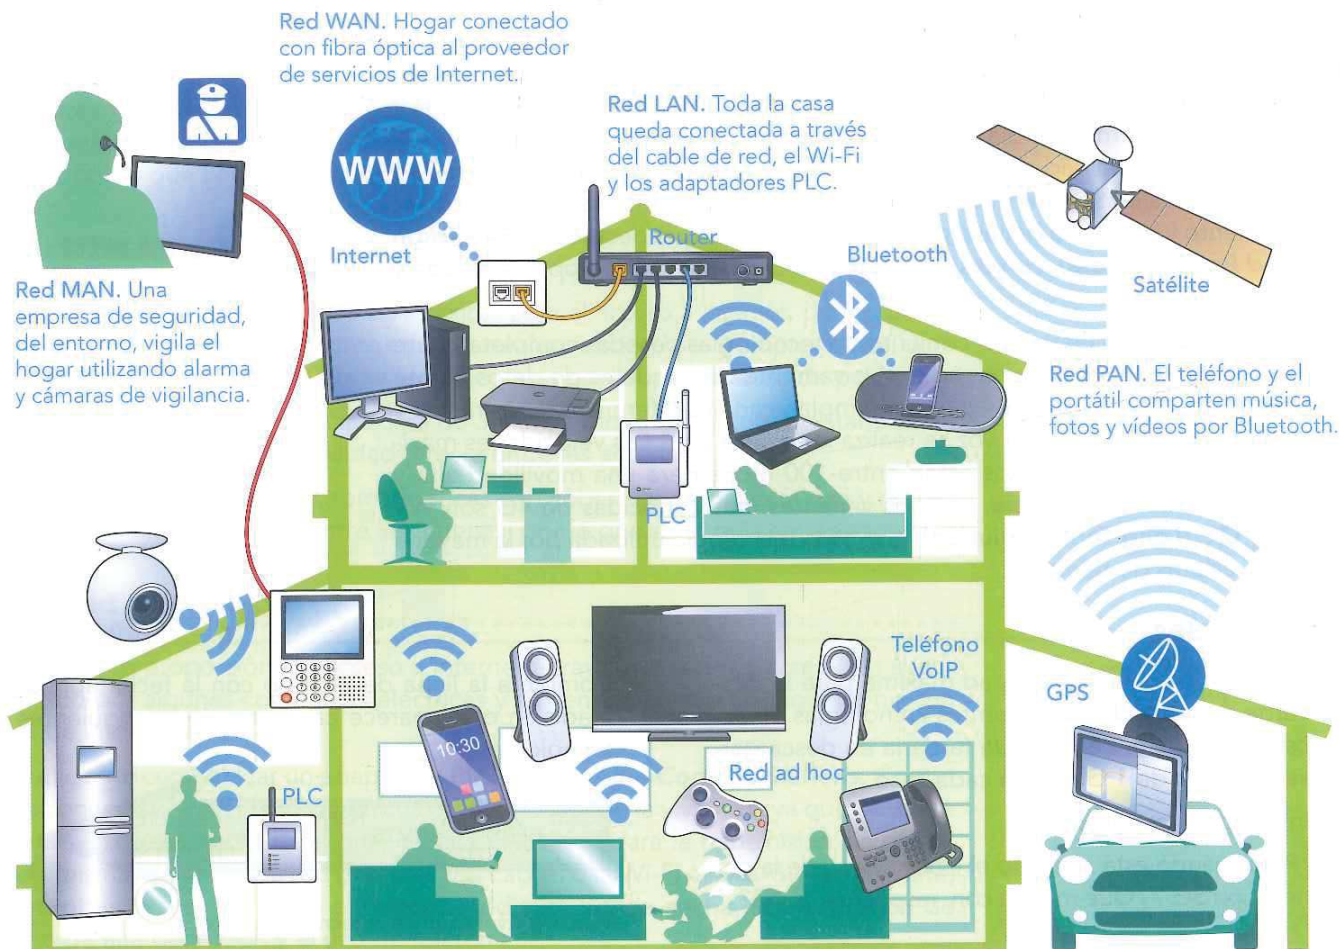 Red WAN. Hogar conectado
con fibra óptica al proveedor
de servicios de Internet.
Red LAN. Toda la casa
queda conectada a través
del cable de red, el Wi-Fi
y los adaptadores PLC.
WWW
Internet
Router
Bluetooth
Satélite
Red MAN. Una
empresa de seguridad,
del entorno, vigila el
hogar utilizando alarma
y cámaras de vigilancia.
Red PAN. El teléfono y el
portátil comparten música,
fotos y vídeos por Bluetooth.
PLC
Teléfono
VoIP
GPS
10:30
Red ad hoc
PLC